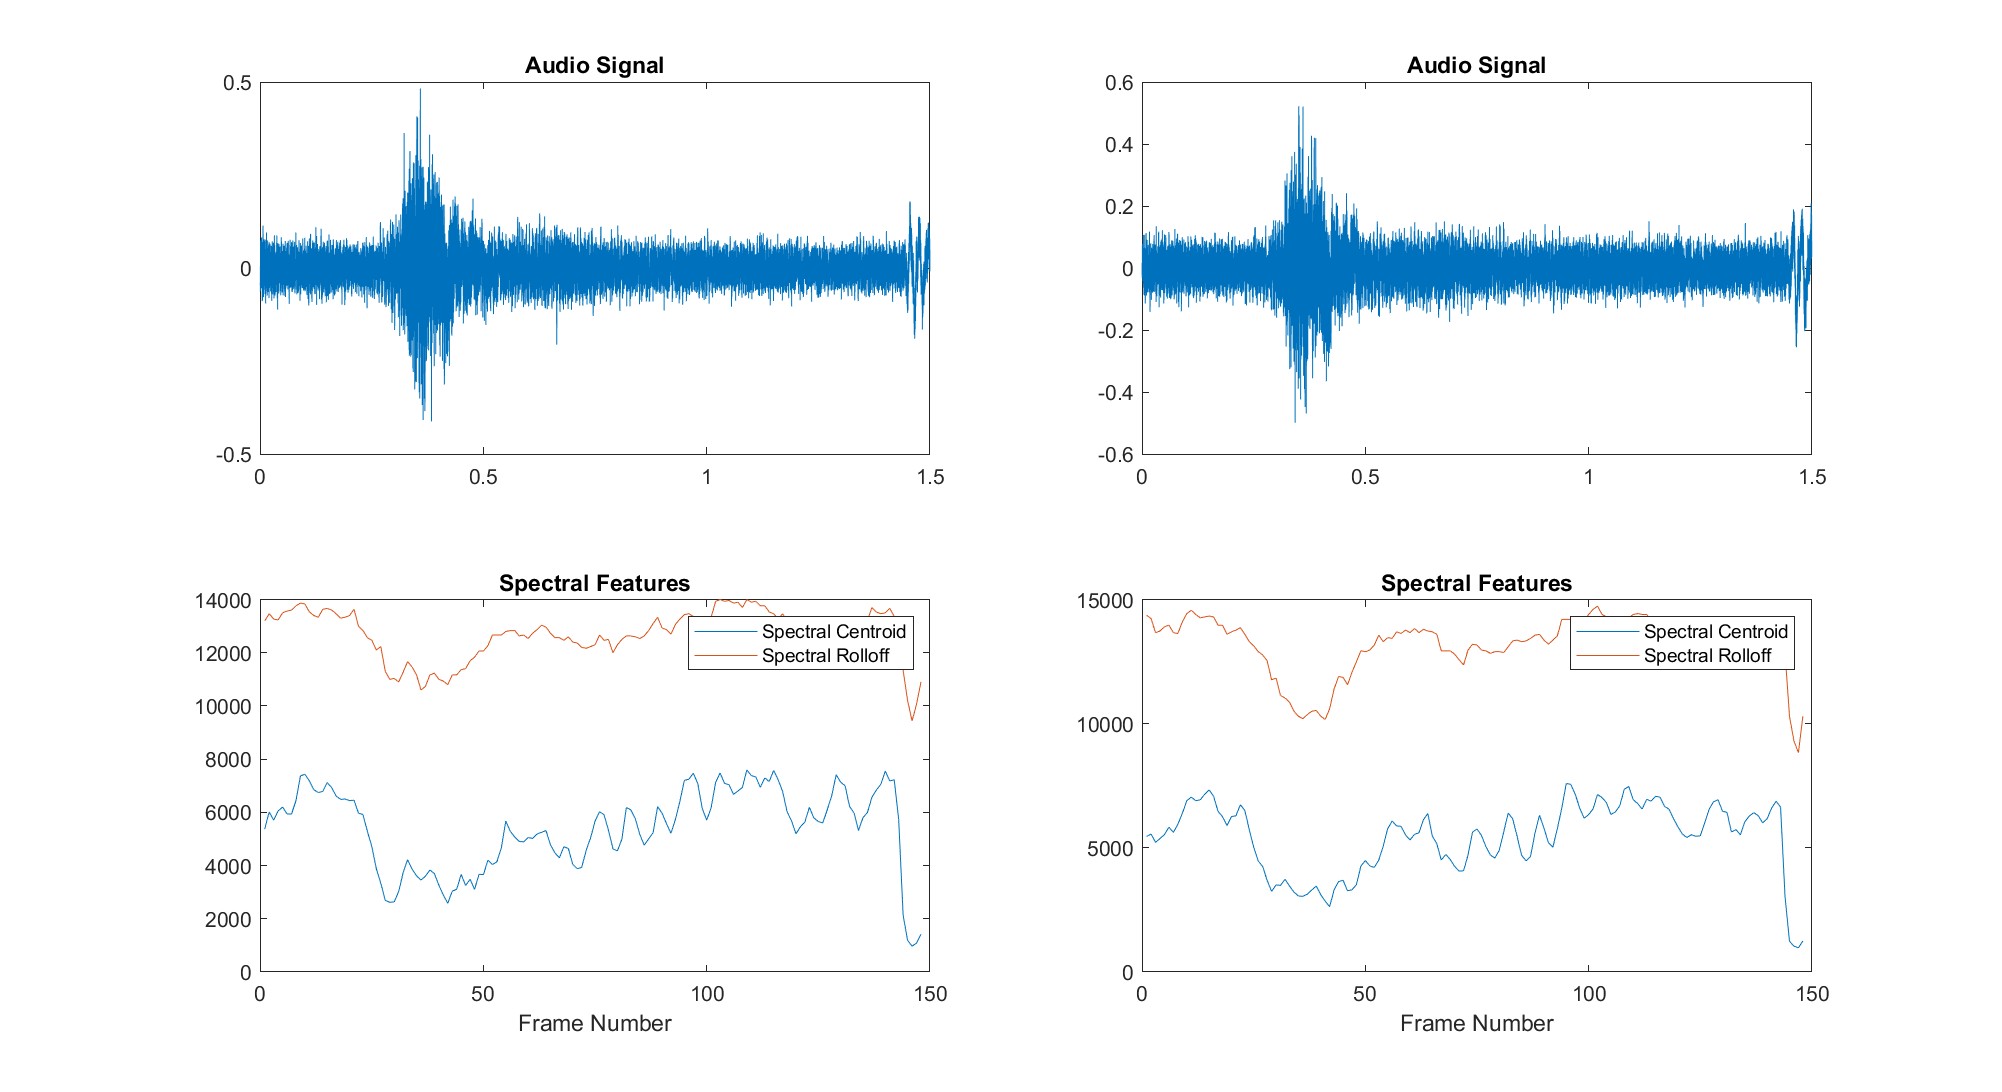 Audio Signal
0.5
0
-0.5
0 0.5 1 1.5
Audio Signal
0.6
0.4
0.2
0
-0.2
-0.4
-0.6
0 0.5 1 1.5
Spectral Features
14000
12000
10000
8000
6000
4000
2000
0
0 50 100 150
Frame Number
Spectral Centroid
Spectral Rolloff
Spectral Features
15000
10000
5000
0
0 50 100 150
Frame Number
Spectral Centroid
Spectral Rolloff